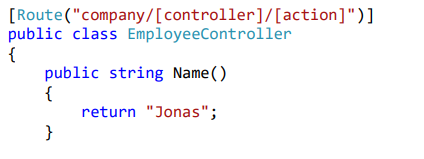 [Route("company/[controller]/[action]")]
public class EmployeeController
{
    public string Name()
    {
        return "Jonas";
    }